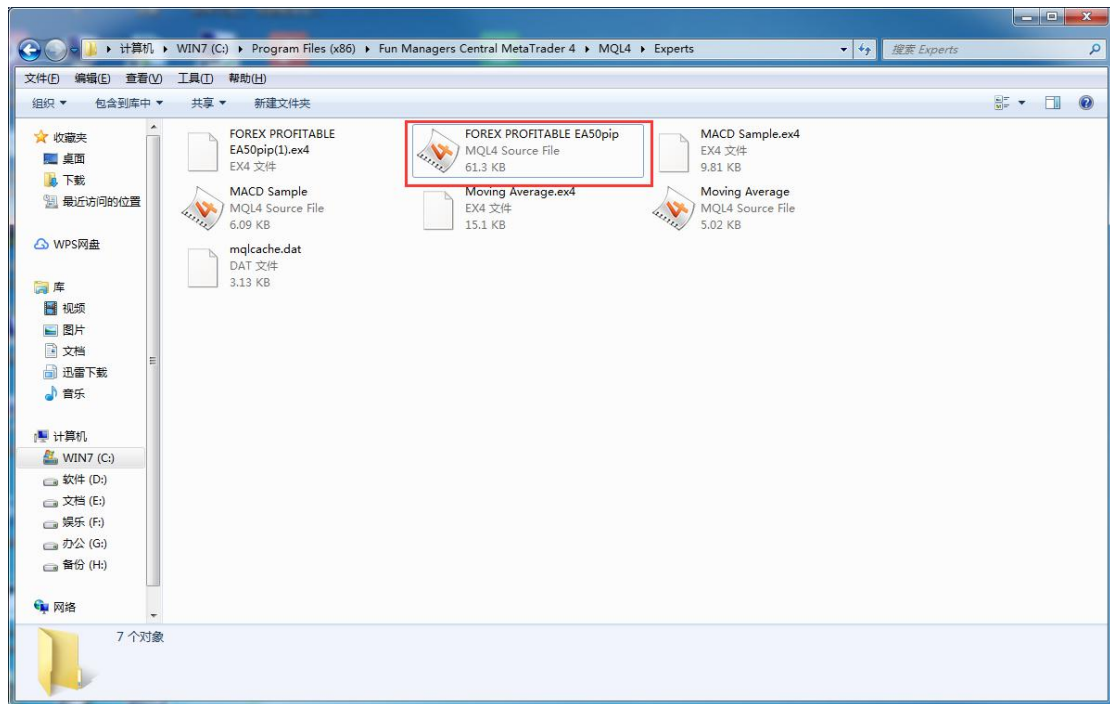 计算机 ▸ WIN7 (C:) ▸ Program Files (x86) ▸ Fun Managers Central MetaTrader 4 ▸ MQL4 ▸ Experts
搜索 Experts
文件(F) 编辑(E) 查看(V) 工具(T) 帮助(H)
组织 包含到库中 共享 新建文件夹
收藏夹
桌面
下载
最近访问的位置
WPS网盘
库
视频
图片
文档
迅雷下载
音乐
计算机
WIN7 (C:)
软件 (D:)
文档 (E:)
娱乐 (F:)
办公 (G:)
备份 (H:)
网络
FOREX PROFITABLE
EA50pip(1).ex4
EX4 文件
FOREX PROFITABLE EA50pip
MQL4 Source File
61.3 KB
MACD Sample.ex4
EX4 文件
9.81 KB
MACD Sample
MQL4 Source File
6.09 KB
Moving Average.ex4
EX4 文件
15.1 KB
Moving Average
MQL4 Source File
5.02 KB
mqlcache.dat
DAT 文件
3.13 KB
7 个对象